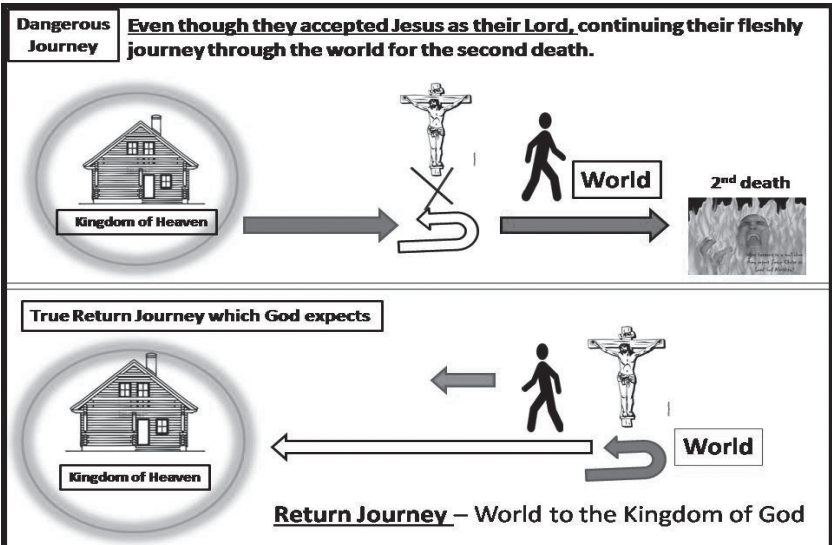 Dangerous
Journey
Even though they accepted Jesus as their Lord, continuing their fleshly
journey through the world for the second death.
Kingdom of Heaven
World
2nd death
True Return Journey which God expects
Kingdom of Heaven
World
Return Journey – World to the Kingdom of God